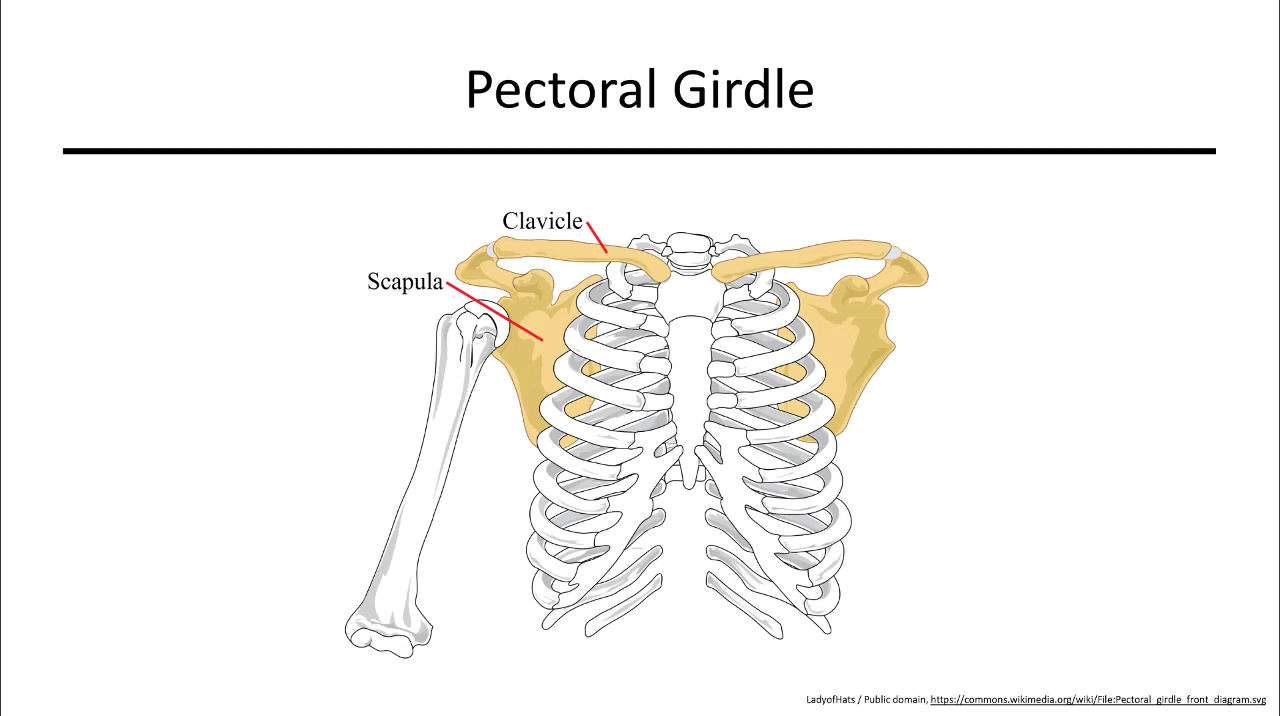 Pectoral Girdle
Clavicle
Scapula
LadyofHats / Public domain, https://commons.wikimedia.org/wiki/File:Pectoral_girdle_front_diagram.svg